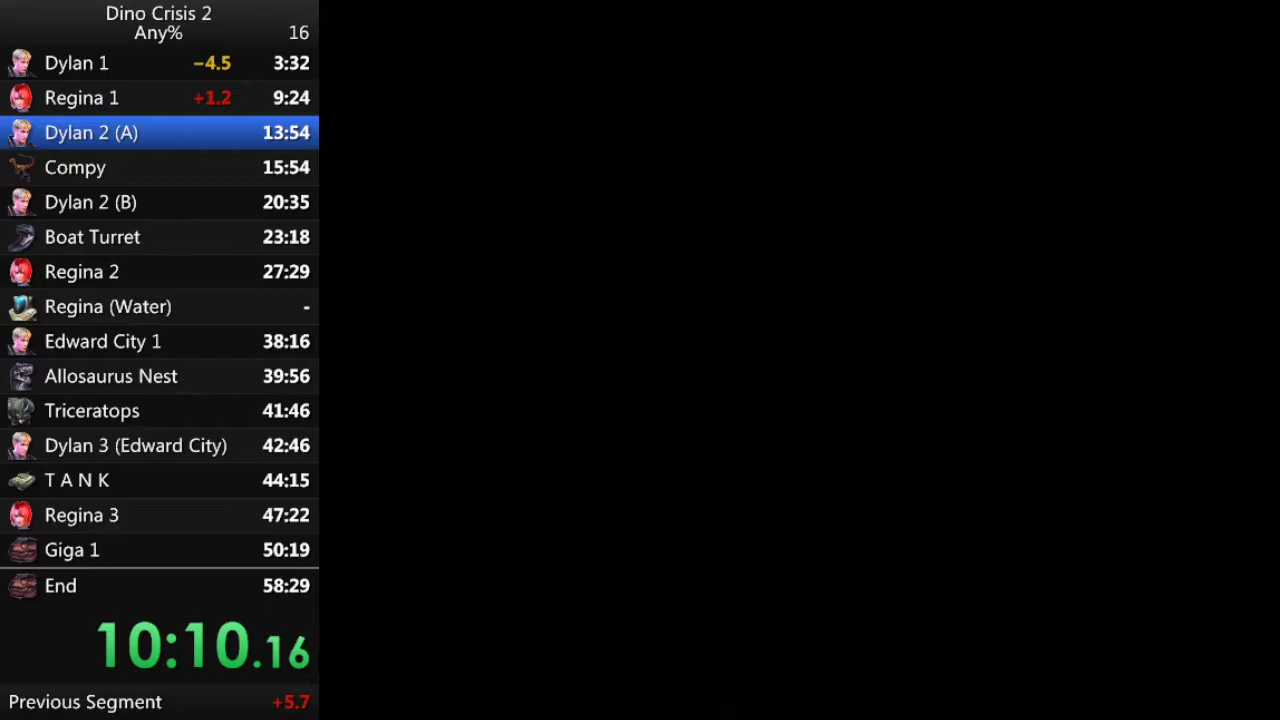 Dino Crisis 2
Any% 16
Dylan 1 −4.5 3:32
Regina 1 +1.2 9:24
Dylan 2 (A) 13:54
Compy 15:54
Dylan 2 (B) 20:35
Boat Turret 23:18
Regina 2 27:29
Regina (Water) -
Edward City 1 38:16
Allosaurus Nest 39:56
Triceratops 41:46
Dylan 3 (Edward City) 42:46
T A N K 44:15
Regina 3 47:22
Giga 1 50:19
End 58:29
10:10.16
Previous Segment +5.7